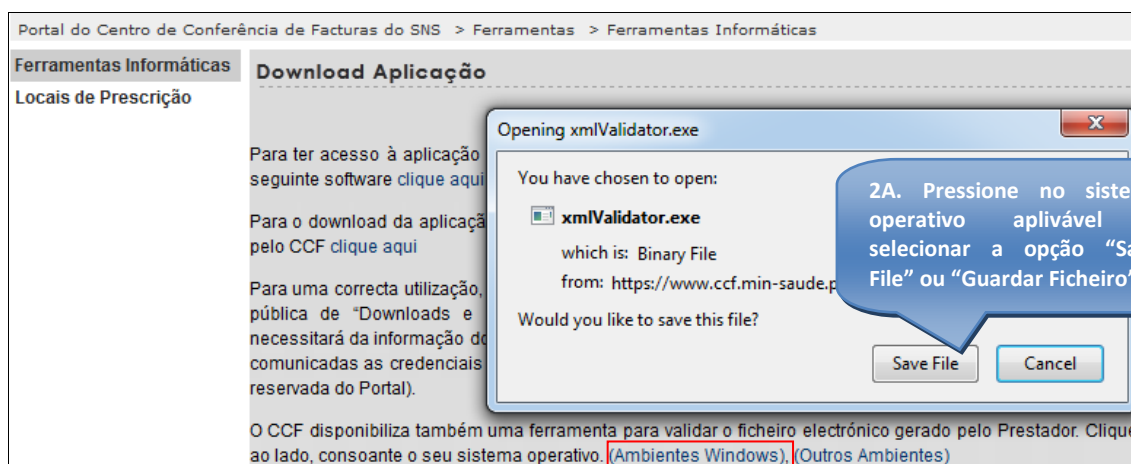 Portal do Centro de Conferência de Facturas do SNS > Ferramentas > Ferramentas Informáticas
Ferramentas Informáticas
Locais de Prescrição
Download Aplicação
Para ter acesso à aplicação
seguinte software clique aqui
Para o download da aplicaçã
pelo CCF clique aqui
Para uma correcta utilização,
pública de “Downloads e
necessitará da informação do
comunicadas as credenciais
reservada do Portal).
O CCF disponibiliza também uma ferramenta para validar o ficheiro electrónico gerado pelo Prestador. Clique
ao lado, consoante o seu sistema operativo. (Ambientes Windows), (Outros Ambientes)
Opening xmlValidator.exe
You have chosen to open:
xmlValidator.exe
which is: Binary File
from: https://www.ccf.min-saude.p
Would you like to save this file?
Save File
Cancel
2A. Pressione no siste
operativo aplivável
selecionar a opção “Sa
File” ou “Guardar Ficheiro”